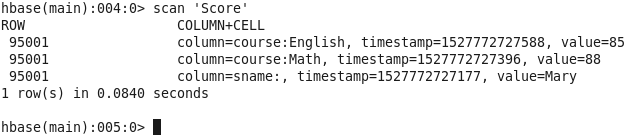 hbase(main):004:0> scan 'Score'
ROW                   COLUMN+CELL
 95001                column=course:English, timestamp=1527772727588, value=85
 95001                column=course:Math, timestamp=1527772727396, value=88
 95001                column=sname:, timestamp=1527772727177, value=Mary
1 row(s) in 0.0840 seconds
hbase(main):005:0>